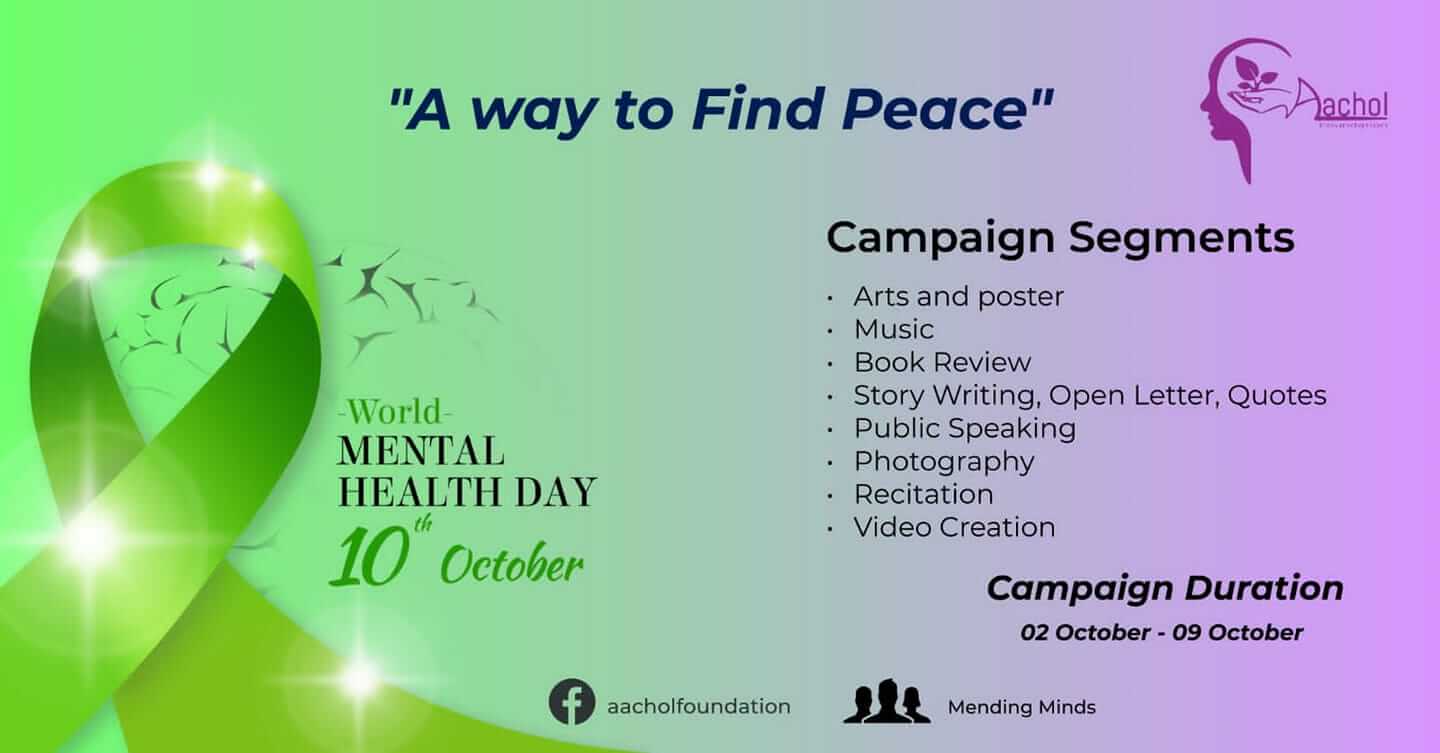 "A way to Find Peace"
Aachol
Foundation
-World-
MENTAL
HEALTH DAY
10th October
Campaign Segments
• Arts and poster
• Music
• Book Review
• Story Writing, Open Letter, Quotes
• Public Speaking
• Photography
• Recitation
• Video Creation
Campaign Duration
02 October - 09 October
aacholfoundation
Mending Minds